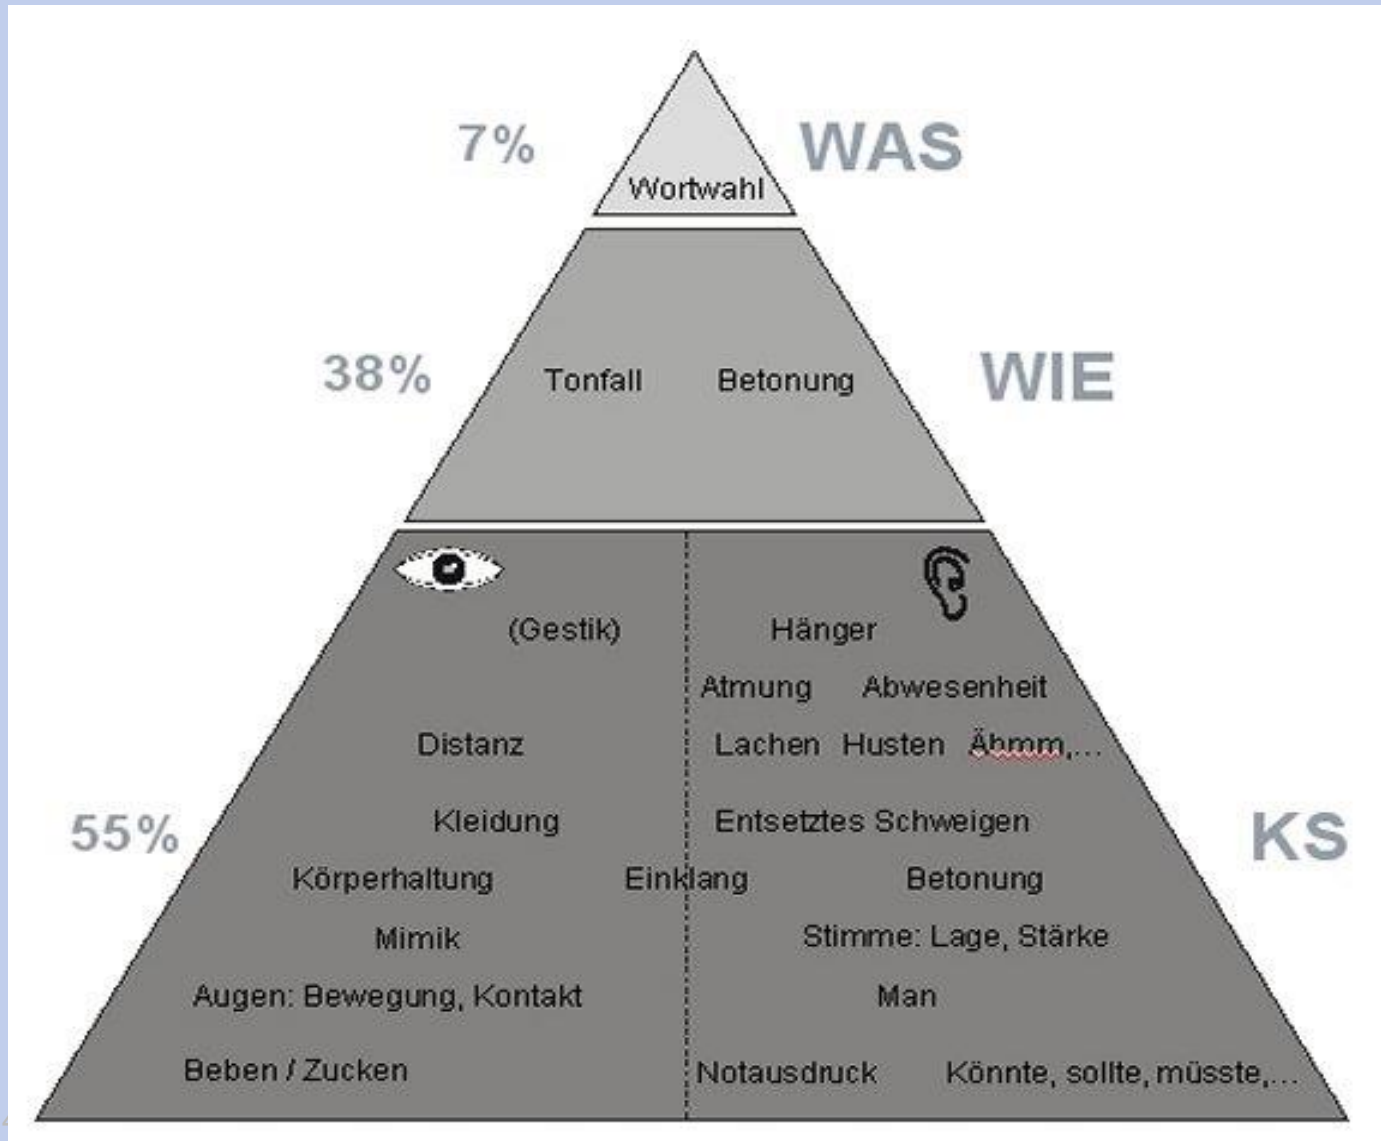 7% WAS
Wortwahl
38% Tonfall Betonung WIE
(Gestik) Hänger
Atmung Abwesenheit
Distanz Lachen Husten Ähmm,...
Kleidung Entsetztes Schweigen
55% KS
Körperhaltung Einklang Betonung
Mimik Stimme: Lage, Stärke
Augen: Bewegung, Kontakt Man
Beben / Zucken Notausdruck Könnte, sollte, müsste,...